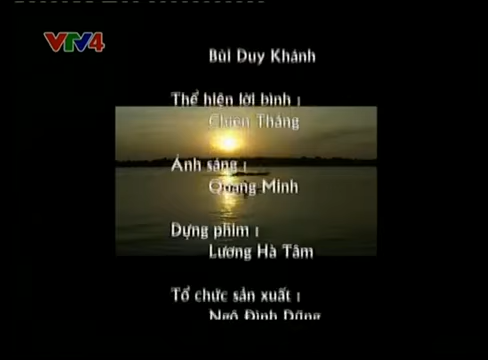 VTV4
Bùi Duy Khánh
Thể hiện lời bình :
Chiến Thắng
Ánh sáng :
Quang Minh
Dựng phim :
Lương Hà Tâm
Tổ chức sản xuất :
Ngô Đình Dũng